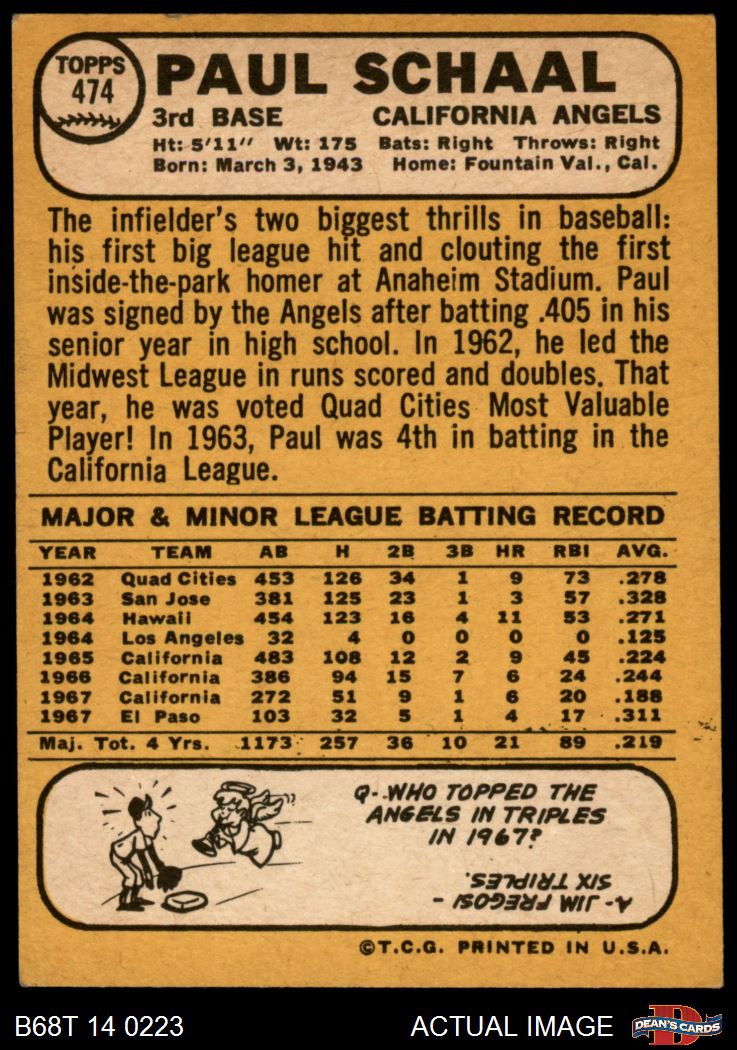 TOPPS
474
PAUL SCHAAL
3rd BASE CALIFORNIA ANGELS
Ht: 5'11" Wt: 175 Bats: Right Throws: Right
Born: March 3, 1943 Home: Fountain Val., Cal.
The infielder's two biggest thrills in baseball:
his first big league hit and clouting the first
inside-the-park homer at Anaheim Stadium. Paul
was signed by the Angels after batting .405 in his
senior year in high school. In 1962, he led the
Midwest League in runs scored and doubles. That
year, he was voted Quad Cities Most Valuable
Player! In 1963, Paul was 4th in batting in the
California League.
MAJOR & MINOR LEAGUE BATTING RECORD
YEAR TEAM AB H 2B 3B HR RBI AVG.
1962 Quad Cities 453 126 34 1 9 73 .278
1963 San Jose 381 125 23 1 3 57 .328
1964 Hawaii 454 123 16 4 11 53 .271
1964 Los Angeles 32 4 0 0 0 0 .125
1965 California 483 108 12 2 9 45 .224
1966 California 386 94 15 7 6 24 .244
1967 California 272 51 9 1 6 20 .188
1967 El Paso 103 32 5 1 4 17 .311
Maj. Tot. 4 Yrs. 1173 257 36 10 21 89 .219
Q--WHO TOPPED THE
ANGELS IN TRIPLES
IN 1967?
A- JIM FREGOSI -
SIX TRIPLES.
©T.C.G. PRINTED IN U.S.A.
B68T 14 0223 ACTUAL IMAGE DEAN'S CARDS